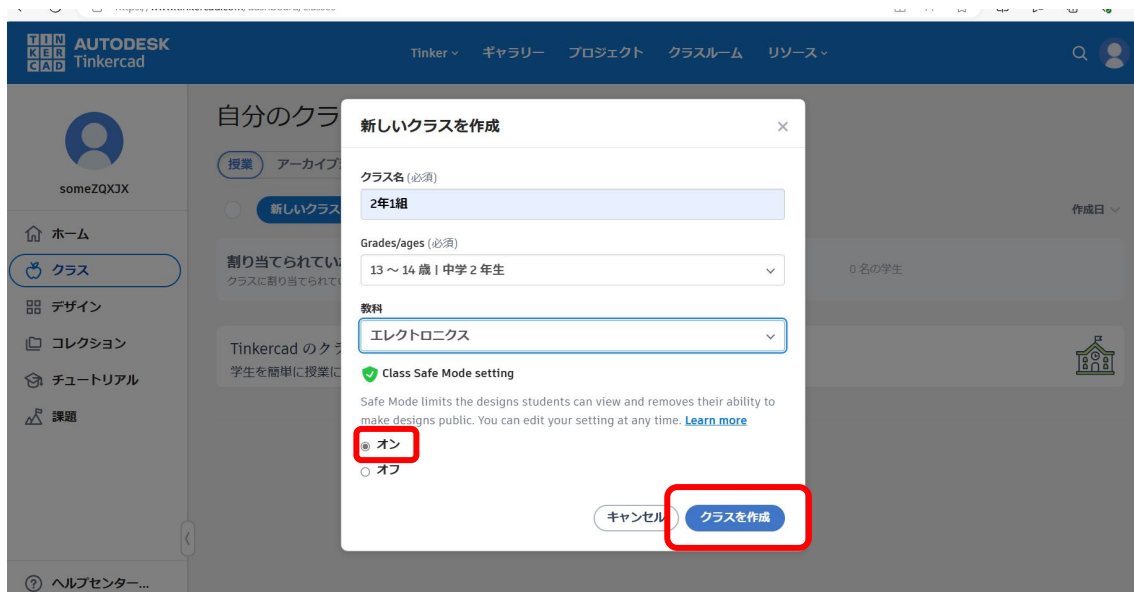 TINKERCAD AUTODESK Tinkercad
Tinker ギャラリー プロジェクト クラスルーム リソース
someZQXJX
ホーム
クラス
デザイン
コレクション
チュートリアル
課題
ヘルプセンター...
自分のクラ
授業 アーカイブ
新しいクラス
作成日
割り当てられてい
クラスに割り当てられて
0 名の学生
Tinkercad のクラ
学生を簡単に授業に
新しいクラスを作成
クラス名 (必須)
2年1組
Grades/ages (必須)
13 ~ 14 歳 | 中学 2 年生
教科
エレクトロニクス
Class Safe Mode setting
Safe Mode limits the designs students can view and removes their ability to
make designs public. You can edit your setting at any time. Learn more
オン
オフ
キャンセル クラスを作成